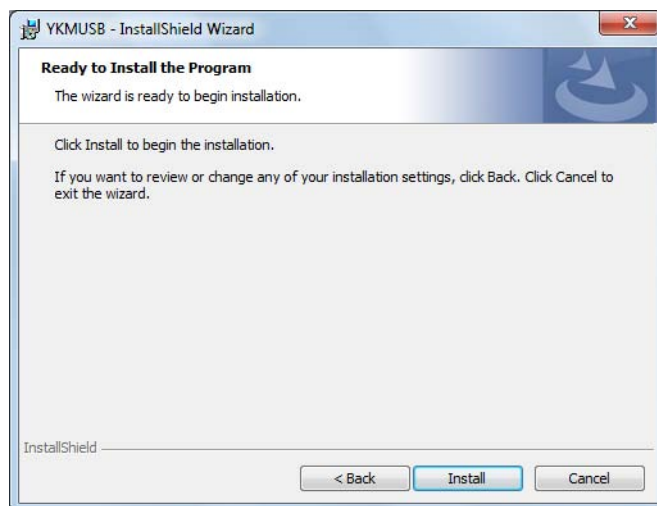 YKMUSB - InstallShield Wizard
Ready to Install the Program
The wizard is ready to begin installation.
Click Install to begin the installation.
If you want to review or change any of your installation settings, click Back. Click Cancel to
exit the wizard.
InstallShield
< Back
Install
Cancel